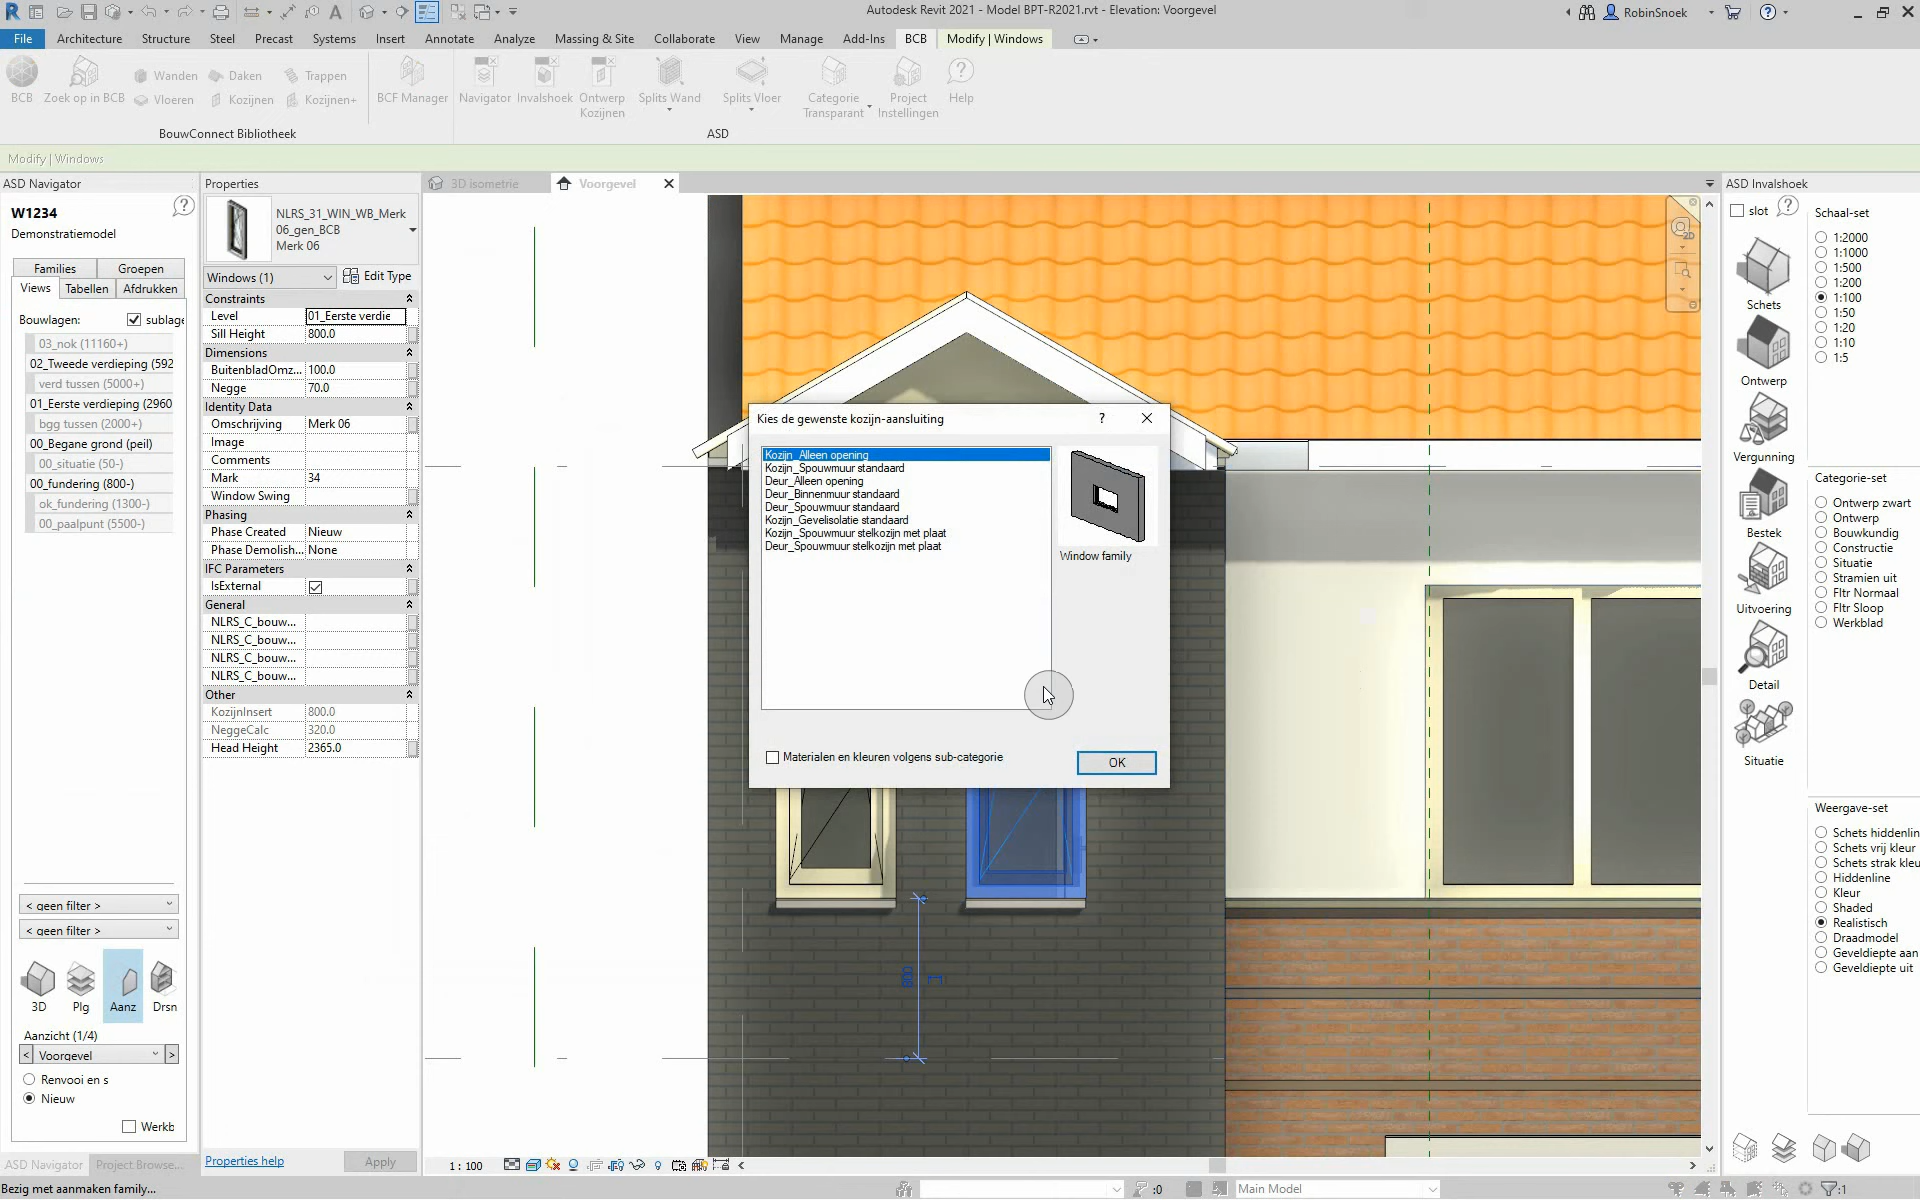 Autodesk Revit 2021 - Model BPT-R2021.rvt - Elevation: Voorgevel
RobinSnoek
File Architecture Structure Steel Precast Systems Insert Annotate Analyze Massing & Site Collaborate View Manage Add-Ins BCB Modify | Windows
BCB
Zoek op in BCB
Wanden
Daken
Trappen
Vloeren
Kozijnen
Kozijnen+
BCF Manager
Navigator
Invalshoek
Ontwerp
Kozijnen
Splits Wand
Splits Vloer
Categorie
Transparant
Project
Instellingen
Help
BouwConnect Bibliotheek
ASD
Modify | Windows
ASD Navigator
W1234
Demonstratiemodel
Families
Groepen
Views
Tabellen
Afdrukken
Bouwlagen:
sublage
03_nok (11160+)
02_Tweede verdieping (592
verd tussen (5000+)
01_Eerste verdieping (2960
bgg tussen (2000+)
00_Begane grond (peil)
00_situatie (50-)
00_fundering (800-)
ok_fundering (1300-)
00_paalpunt (5500-)
< geen filter >
< geen filter >
3D
Plg
Aanz
Drsn
Aanzicht (1/4)
< Voorgevel >
Renvooi en s
Nieuw
Werkb
ASD Navigator
Project Browse...
Bezig met aanmaken family...
Properties
NLRS_31_WIN_WB_Merk
06_gen_BCB
Merk 06
Windows (1)
Edit Type
Constraints
Level 01_Eerste verdie
Sill Height 800.0
Dimensions
BuitenbladOmz... 100.0
Negge 70.0
Identity Data
Omschrijving Merk 06
Image
Comments
Mark 34
Window Swing
Phasing
Phase Created Nieuw
Phase Demolish... None
IFC Parameters
IsExternal
General
NLRS_C_bouw...
NLRS_C_bouw...
NLRS_C_bouw...
NLRS_C_bouw...
Other
KozijnInsert 800.0
NeggeCalc 320.0
Head Height 2365.0
Properties help
Apply
3D isometrie
Voorgevel
2D
Kies de gewenste kozijn-aansluiting
?
Kozijn_Alleen opening
Kozijn_Spouwmuur standaard
Deur_Alleen opening
Deur_Binnenmuur standaard
Deur_Spouwmuur standaard
Kozijn_Gevelisolatie standaard
Kozijn_Spouwmuur stelkozijn met plaat
Deur_Spouwmuur stelkozijn met plaat
Window family
Materialen en kleuren volgens sub-categorie
OK
800
1 : 100
:0
Main Model
:1
ASD Invalshoek
slot
Schets
Ontwerp
Vergunning
Bestek
Uitvoering
Detail
Situatie
Schaal-set
1:2000
1:1000
1:500
1:200
1:100
1:50
1:20
1:10
1:5
Categorie-set
Ontwerp zwart
Ontwerp
Bouwkundig
Constructie
Situatie
Stramien uit
Fltr Normaal
Fltr Sloop
Werkblad
Weergave-set
Schets hiddenlin
Schets vrij kleur
Schets strak kleu
Hiddenline
Kleur
Shaded
Realistisch
Draadmodel
Geveldiepte aan
Geveldiepte uit